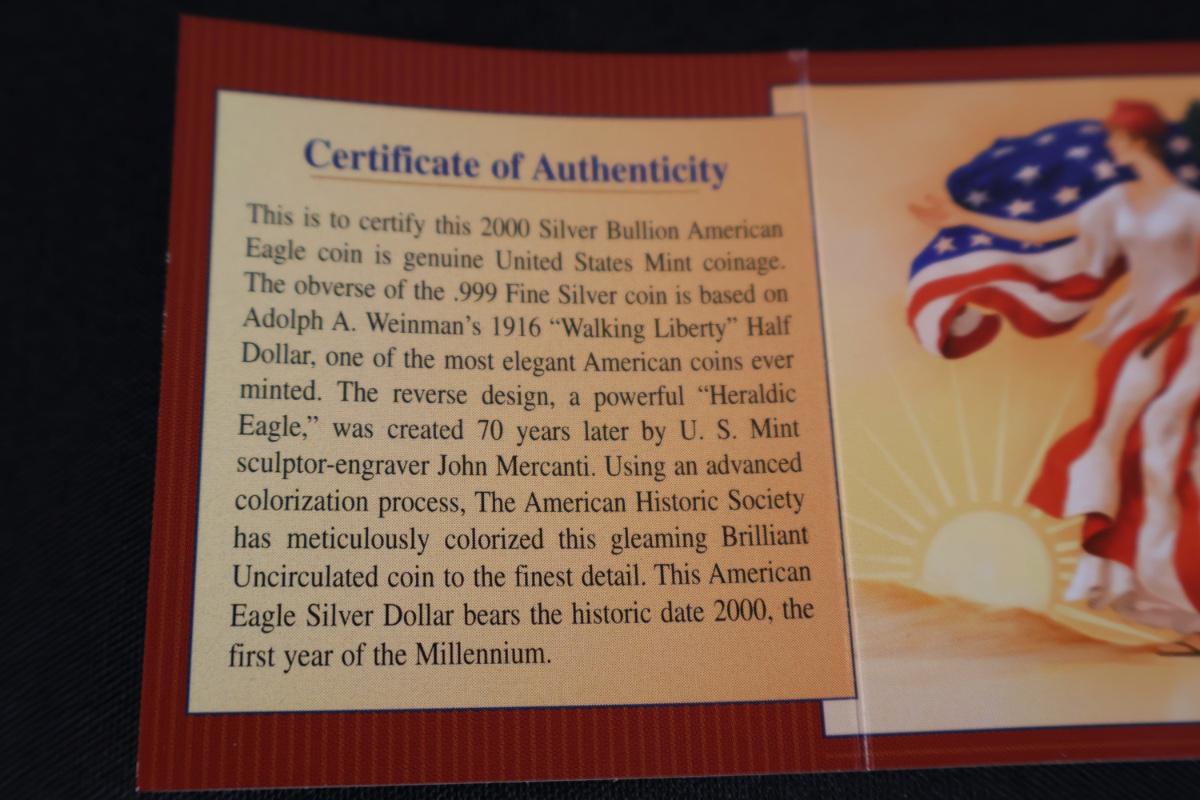 Certificate of Authenticity
This is to certify this 2000 Silver Bullion American
Eagle coin is genuine United States Mint coinage.
The obverse of the .999 Fine Silver coin is based on
Adolph A. Weinman's 1916 “Walking Liberty” Half
Dollar, one of the most elegant American coins ever
minted. The reverse design, a powerful “Heraldic
Eagle,” was created 70 years later by U. S. Mint
sculptor-engraver John Mercanti. Using an advanced
colorization process, The American Historic Society
has meticulously colorized this gleaming Brilliant
Uncirculated coin to the finest detail. This American
Eagle Silver Dollar bears the historic date 2000, the
first year of the Millennium.